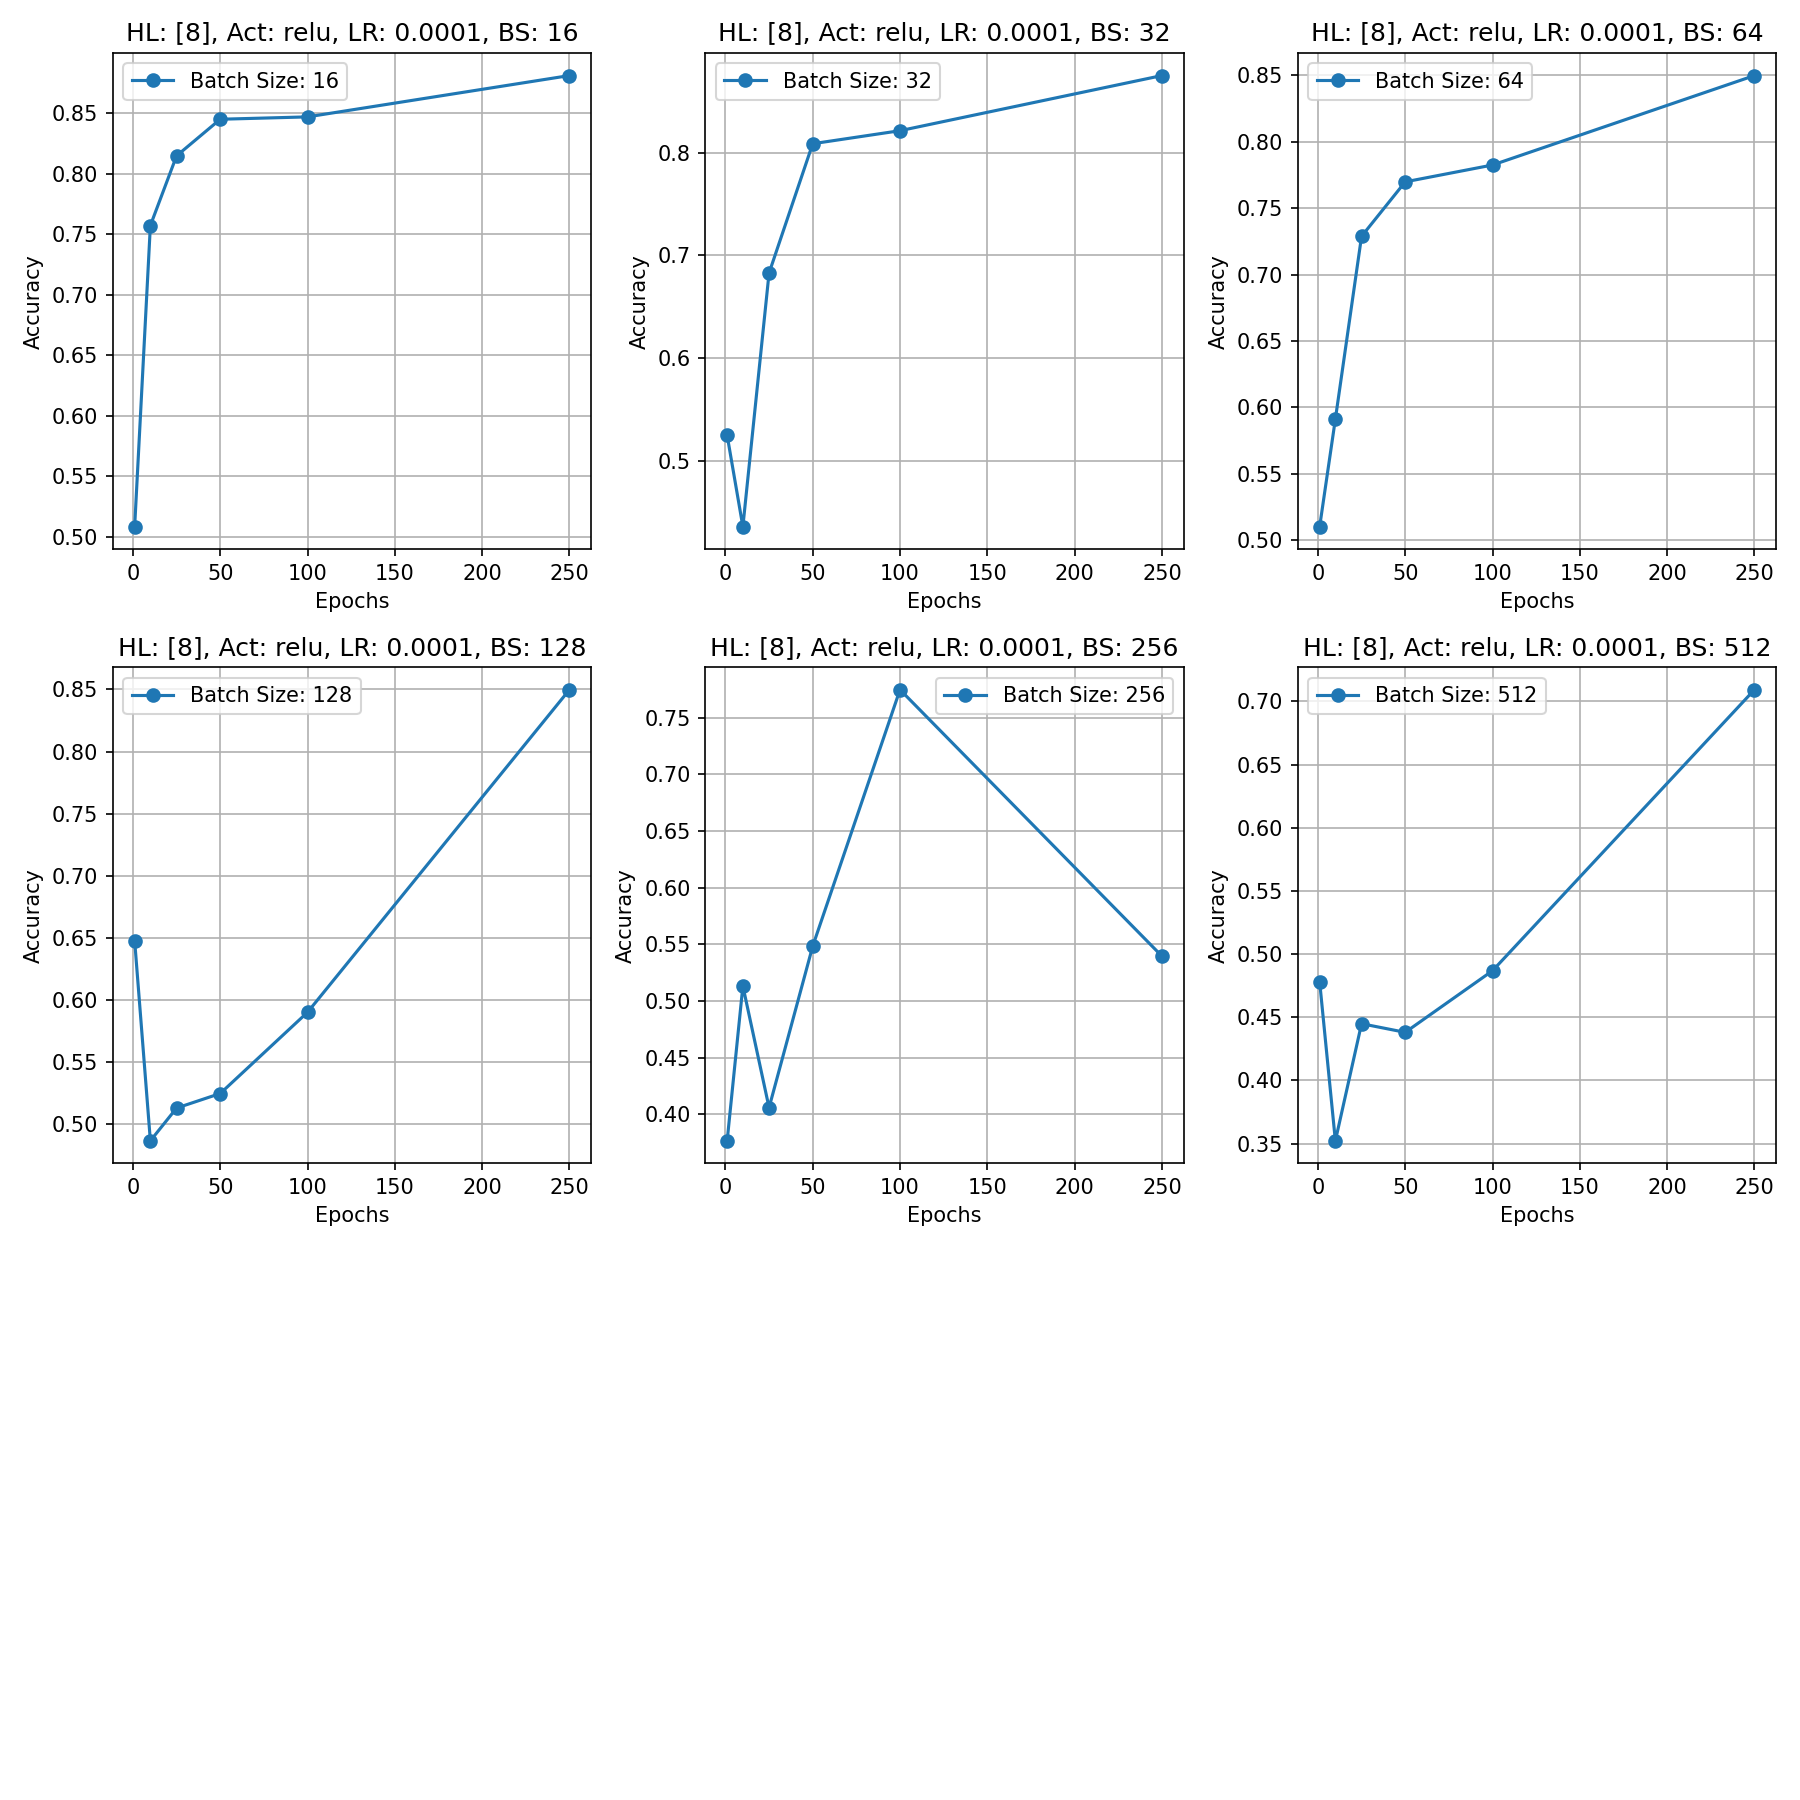 HL: [8], Act: relu, LR: 0.0001, BS: 16
Batch Size: 16
Accuracy
0.85
0.80
0.75
0.70
0.65
0.60
0.55
0.50
0 50 100 150 200 250
Epochs
HL: [8], Act: relu, LR: 0.0001, BS: 32
Batch Size: 32
Accuracy
0.8
0.7
0.6
0.5
0 50 100 150 200 250
Epochs
HL: [8], Act: relu, LR: 0.0001, BS: 64
Batch Size: 64
Accuracy
0.85
0.80
0.75
0.70
0.65
0.60
0.55
0.50
0 50 100 150 200 250
Epochs
HL: [8], Act: relu, LR: 0.0001, BS: 128
Batch Size: 128
Accuracy
0.85
0.80
0.75
0.70
0.65
0.60
0.55
0.50
0 50 100 150 200 250
Epochs
HL: [8], Act: relu, LR: 0.0001, BS: 256
Batch Size: 256
Accuracy
0.75
0.70
0.65
0.60
0.55
0.50
0.45
0.40
0 50 100 150 200 250
Epochs
HL: [8], Act: relu, LR: 0.0001, BS: 512
Batch Size: 512
Accuracy
0.70
0.65
0.60
0.55
0.50
0.45
0.40
0.35
0 50 100 150 200 250
Epochs